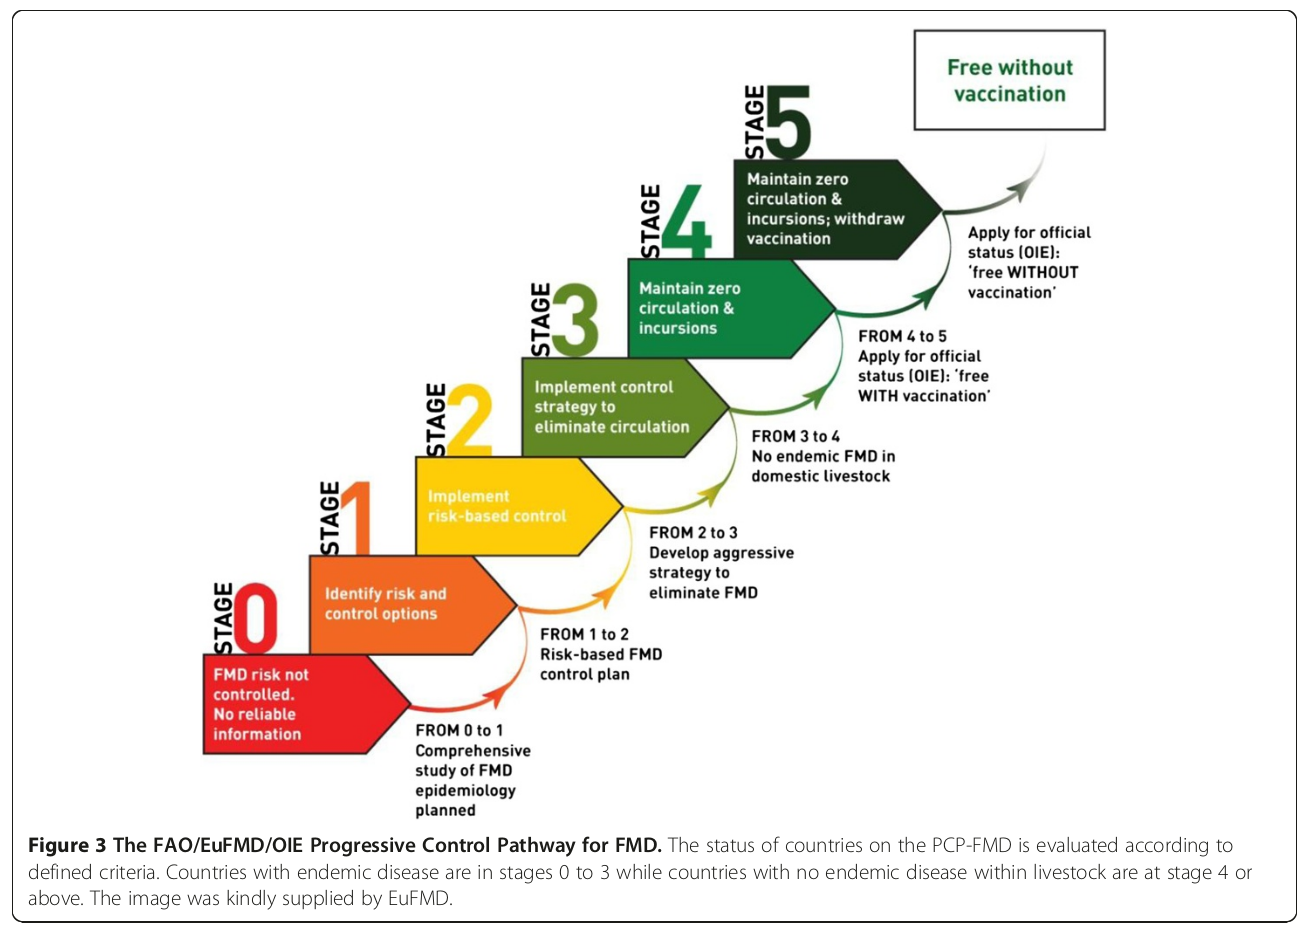 Free without
vaccination
STAGE 5
Maintain zero
circulation &
incursions; withdraw
vaccination
Apply for official
status (OIE):
‘free WITHOUT
vaccination’
STAGE 4
Maintain zero
circulation &
incursions
FROM 4 to 5
Apply for official
status (OIE): ‘free
WITH vaccination’
STAGE 3
Implement control
strategy to
eliminate circulation
FROM 3 to 4
No endemic FMD in
domestic livestock
STAGE 2
Implement
risk-based control
FROM 2 to 3
Develop aggressive
strategy to
eliminate FMD
STAGE 1
Identify risk and
control options
FROM 1 to 2
Risk-based FMD
control plan
STAGE 0
FMD risk not
controlled.
No reliable
information
FROM 0 to 1
Comprehensive
study of FMD
epidemiology
planned
Figure 3 The FAO/EuFMD/OIE Progressive Control Pathway for FMD. The status of countries on the PCP-FMD is evaluated according to
defined criteria. Countries with endemic disease are in stages 0 to 3 while countries with no endemic disease within livestock are at stage 4 or
above. The image was kindly supplied by EuFMD.